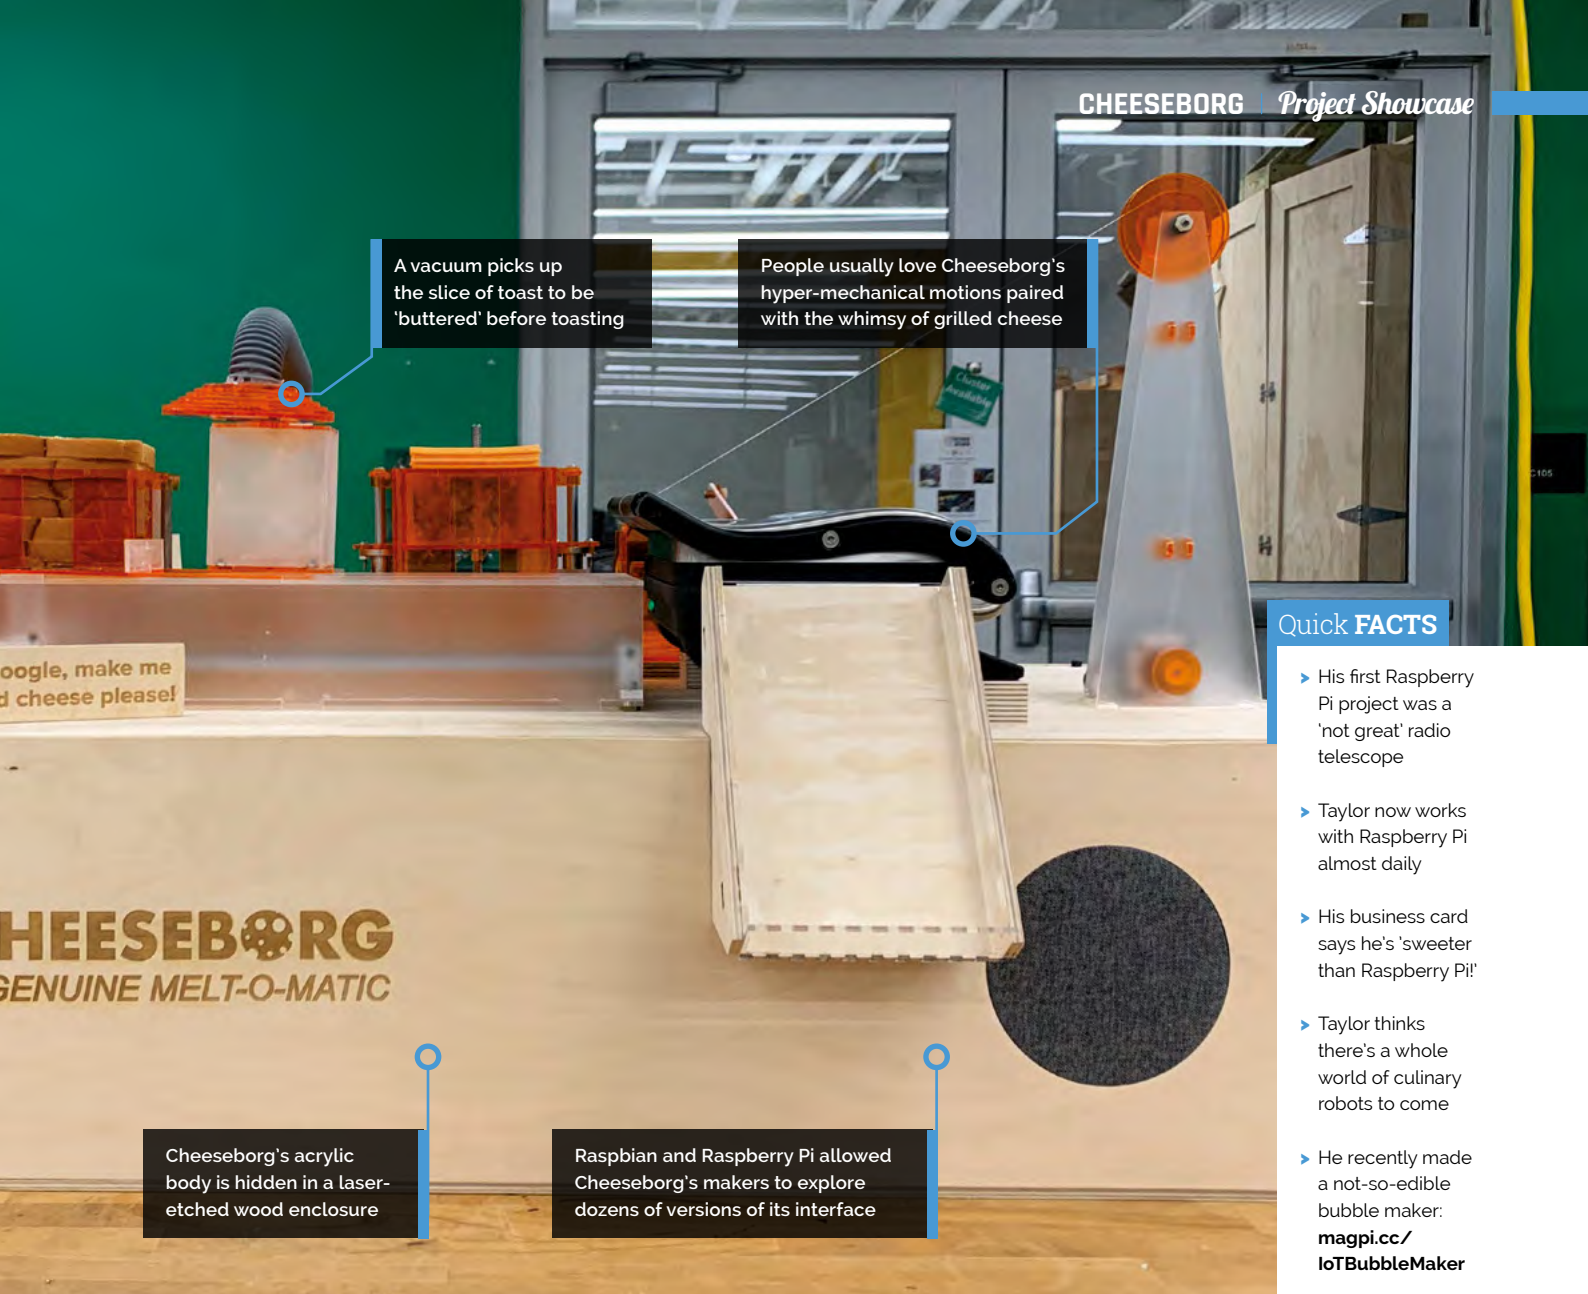 CHEESEBORG Project Showcase
A vacuum picks up
the slice of toast to be
‘buttered’ before toasting
People usually love Cheeseborg’s
hyper-mechanical motions paired
with the whimsy of grilled cheese
Cluster
Available
C105
oogle, make me
d cheese please!
HEESEBORG
GENUINE MELT-O-MATIC
Cheeseborg’s acrylic
body is hidden in a laser-
etched wood enclosure
Raspbian and Raspberry Pi allowed
Cheeseborg’s makers to explore
dozens of versions of its interface
Quick FACTS
> His first Raspberry
Pi project was a
‘not great’ radio
telescope
> Taylor now works
with Raspberry Pi
almost daily
> His business card
says he’s ‘sweeter
than Raspberry Pi!’
> Taylor thinks
there’s a whole
world of culinary
robots to come
> He recently made
a not-so-edible
bubble maker:
magpi.cc/
IoTBubbleMaker